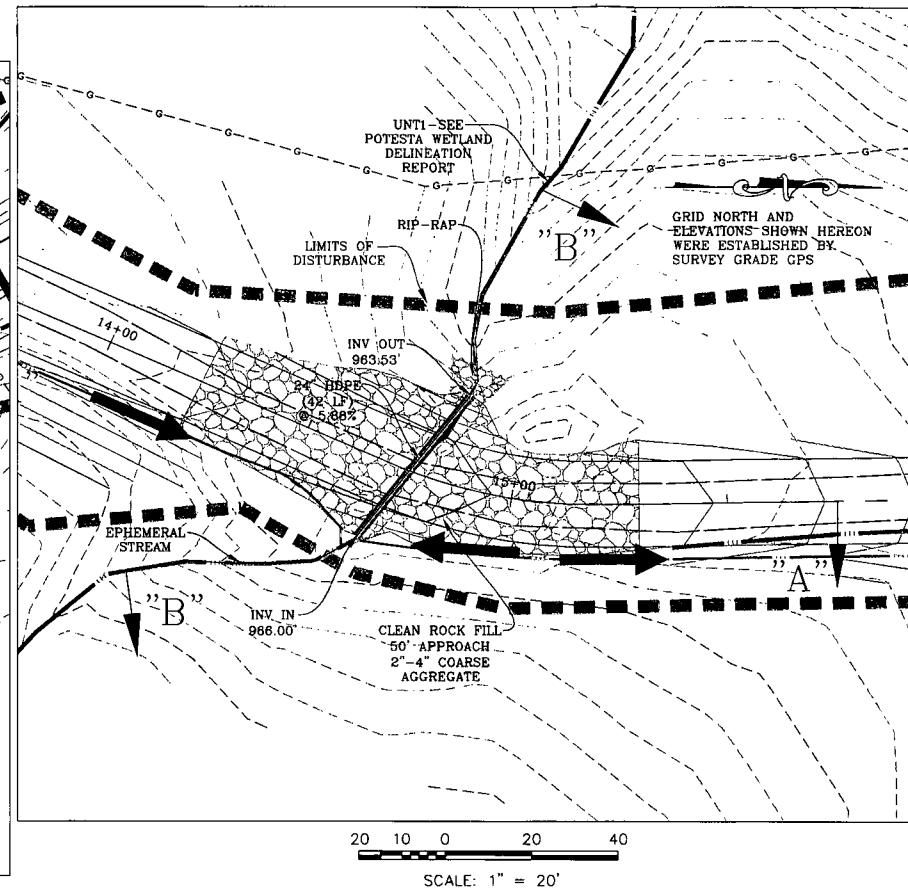 G
G
G
UNT1-SEE
POTESTA WETLAND
DELINEATION
REPORT
G
G
G
G
G
G
G
G
RIP-RAP
"B"
GRID NORTH AND
ELEVATIONS SHOWN HEREON
WERE ESTABLISHED BY
SURVEY GRADE GPS
LIMITS OF
DISTURBANCE
14+00
INV OUT
963.53'
24" HDPE
(42' LF)
@ 5.88%
15+00
EPHEMERAL
STREAM
"B"
"A"
INV IN
966.00'
CLEAN ROCK FILL
50' APPROACH
2"-4" COARSE
AGGREGATE
20 10 0 20 40
SCALE: 1" = 20'